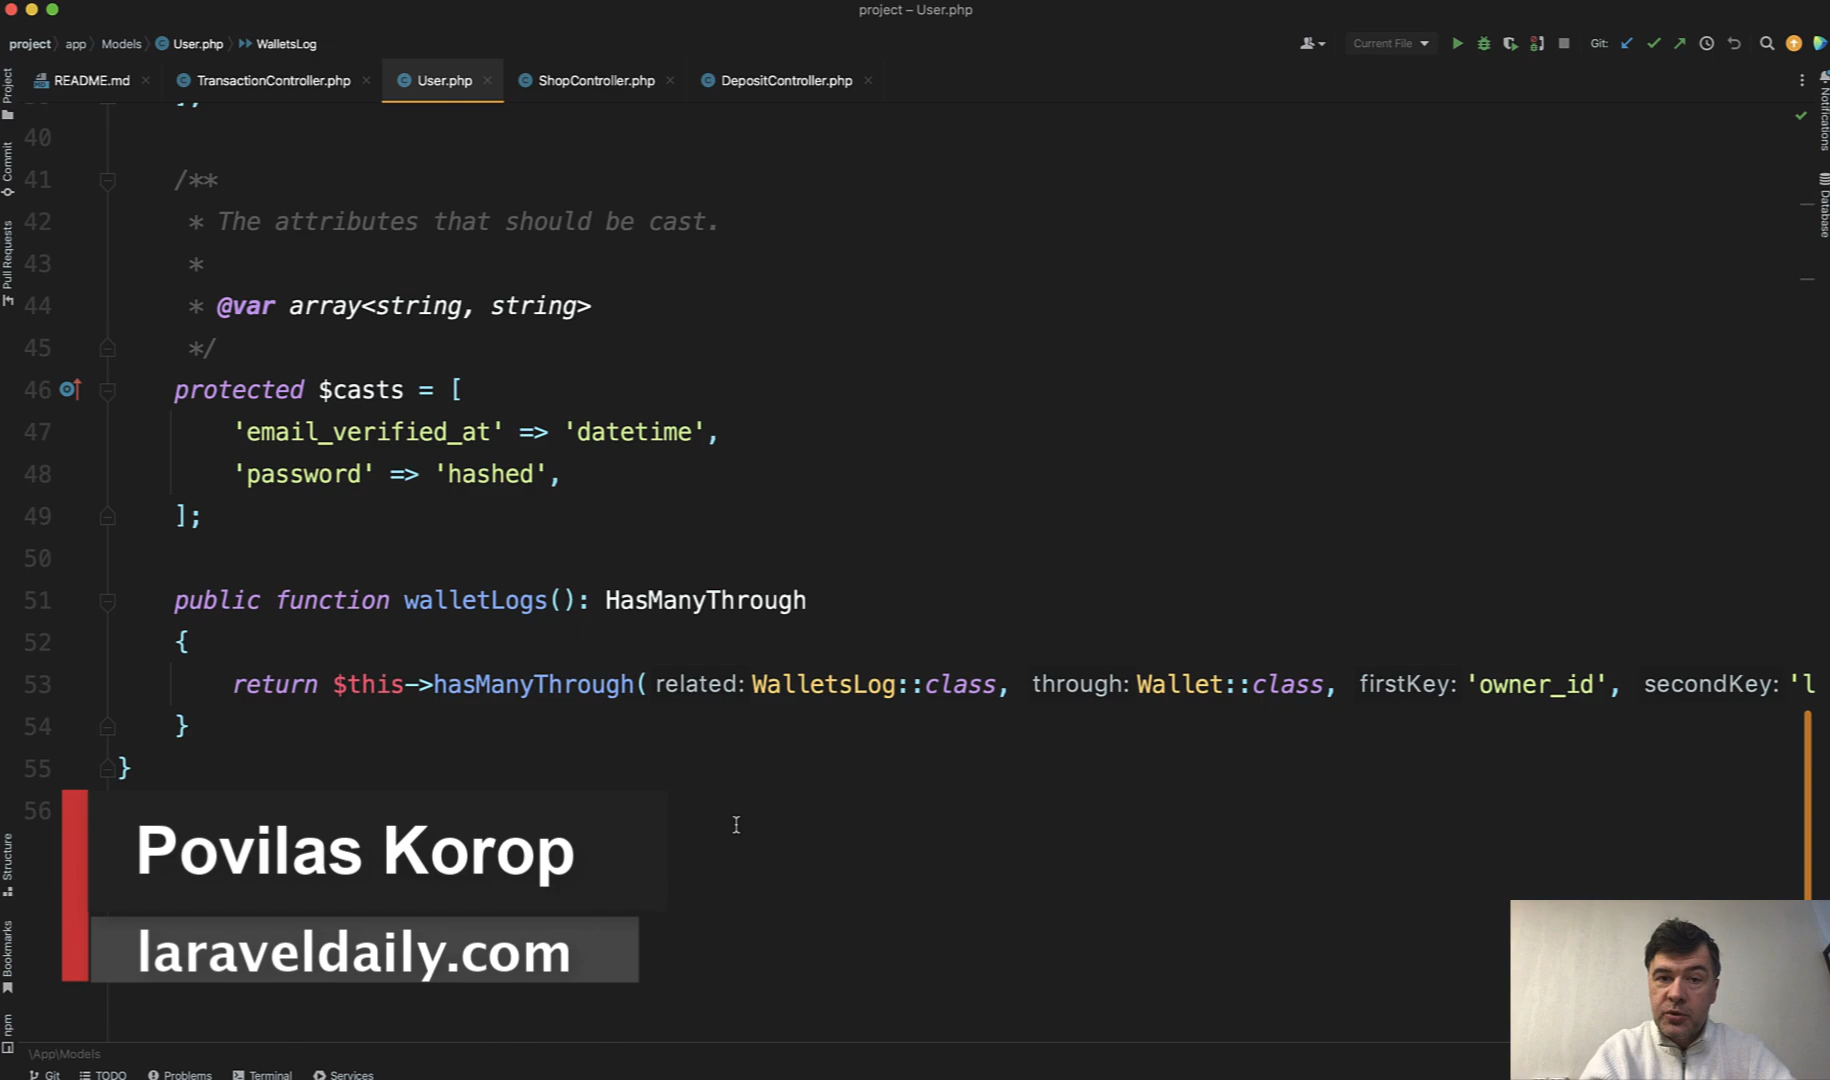 project – User.php
project app Models User.php WalletsLog
Current File Git:
README.md TransactionController.php User.php ShopController.php DepositController.php
Project
Commit
Pull Requests
Structure
Bookmarks
npm
Notifications
Database
40
41 /**
42 * The attributes that should be cast.
43 *
44 * @var array<string, string>
45 */
46 protected $casts = [
47 'email_verified_at' => 'datetime',
48 'password' => 'hashed',
49 ];
50
51 public function walletLogs(): HasManyThrough
52 {
53 return $this->hasManyThrough( related: WalletsLog::class, through: Wallet::class, firstKey: 'owner_id', secondKey: 'l
54 }
55 }
56
Povilas Korop
laraveldaily.com
\App\Models
Git TODO Problems Terminal Services